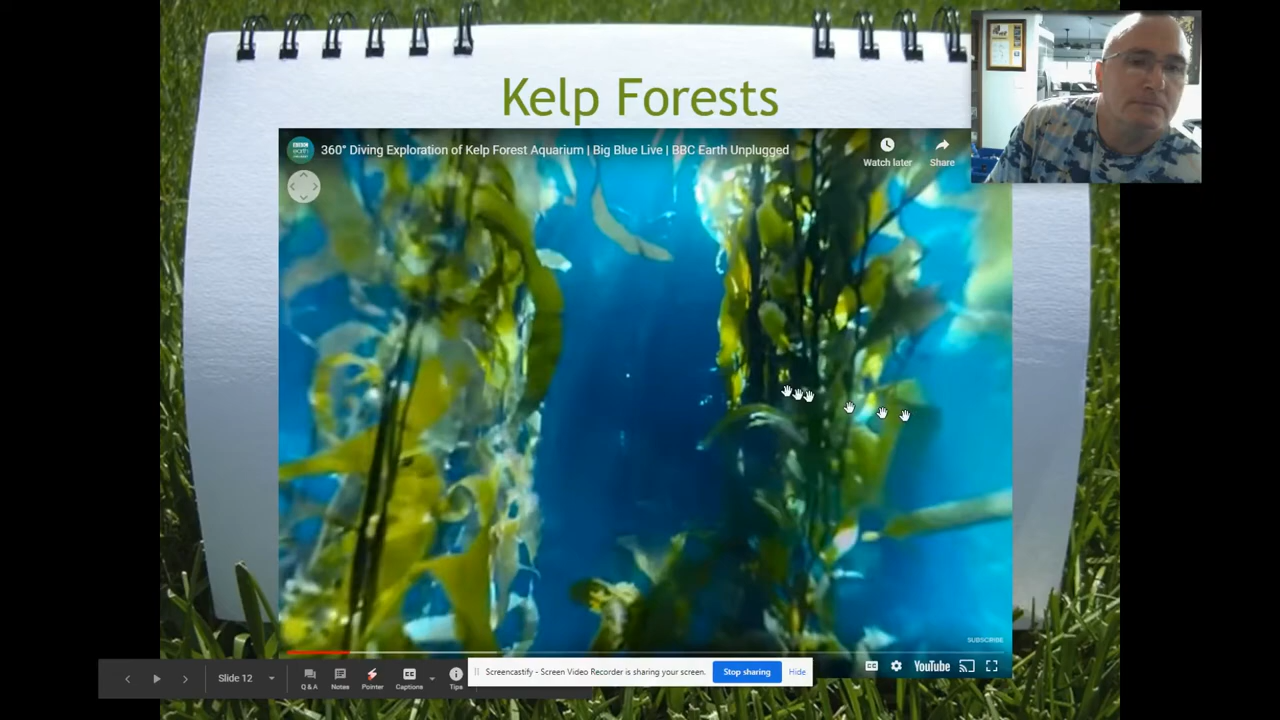 Kelp Forests
360° Diving Exploration of Kelp Forest Aquarium | Big Blue Live | BBC Earth Unplugged
Watch later
Share
SUBSCRIBE
YouTube
Slide 12
Q & A
Notes
Pointer
Captions
Tips
Screencastify - Screen Video Recorder is sharing your screen.
Stop sharing
Hide